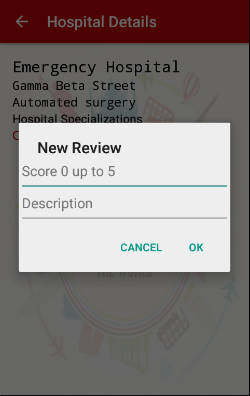 Hospital Details
Emergency Hospital
Gamma Beta Street
Automated surgery
Hospital Specializations
New Review
Score 0 up to 5
Description
CANCEL
OK